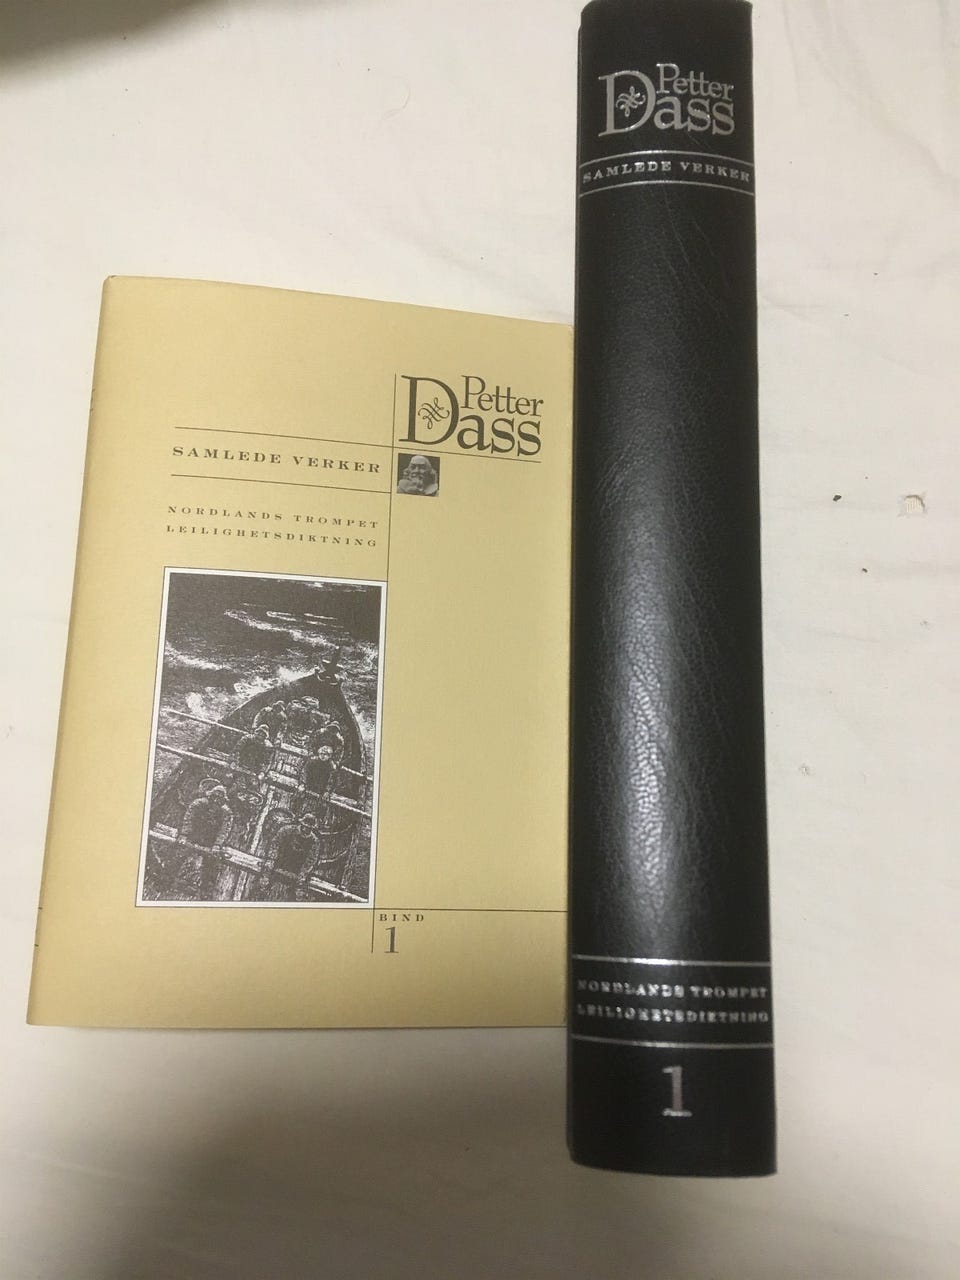 Petter
Dass
SAMLEDE VERKER
NORDLANDS TROMPET
LEILIGHETSDIKTNING
BIND
1
Petter
Dass
SAMLEDE VERKER
NORDLANDS TROMPET
LEILIGHETSDIKTNING
1